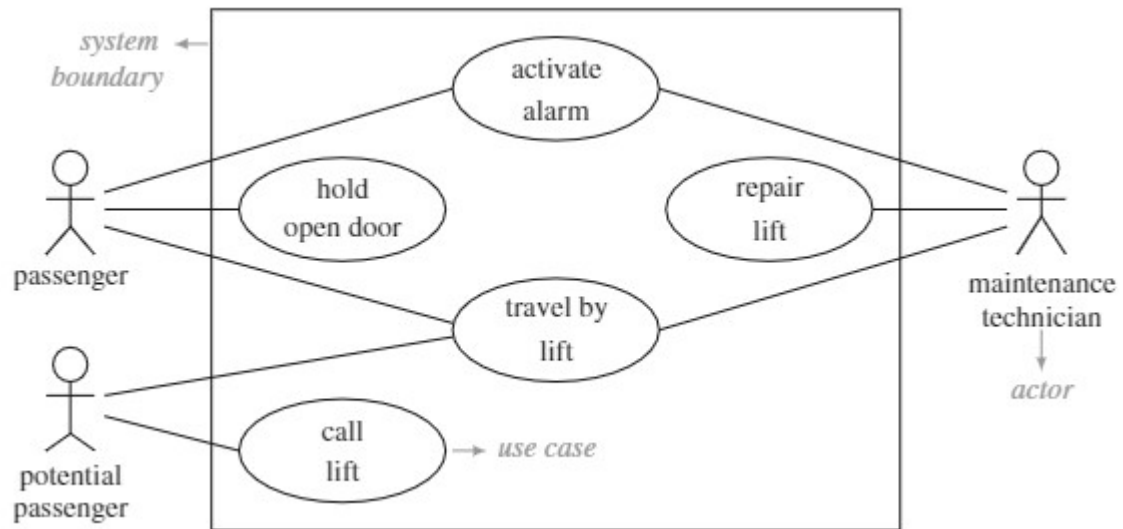 system
boundary
activate
alarm
hold
open door
repair
lift
passenger
maintenance
technician
travel by
lift
actor
call
lift
use case
potential
passenger